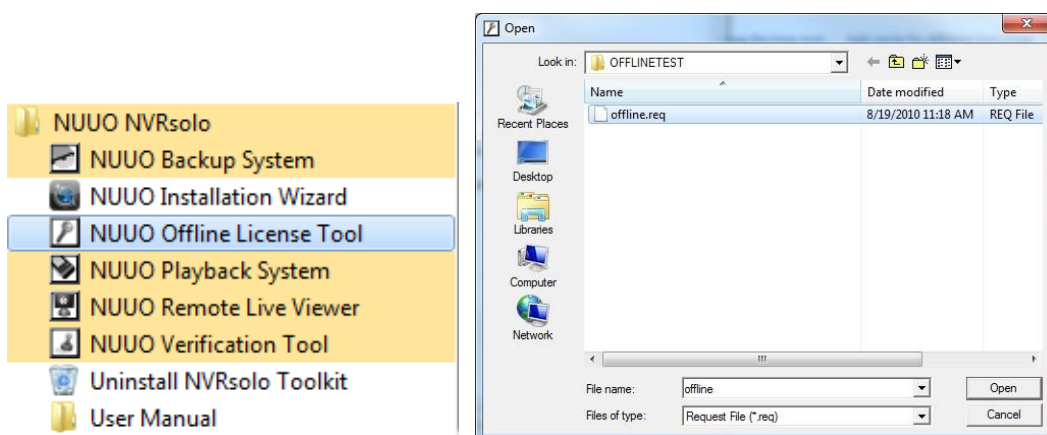 NUUO NVRsolo
NUUO Backup System
NUUO Installation Wizard
NUUO Offline License Tool
NUUO Playback System
NUUO Remote Live Viewer
NUUO Verification Tool
Uninstall NVRsolo Toolkit
User Manual
Open
Look in: OFFLINETEST
Name Date modified Type
offline.req 8/19/2010 11:18 AM REQ File
Recent Places
Desktop
Libraries
Computer
Network
File name: offline Open
Files of type: Request File (*.req) Cancel